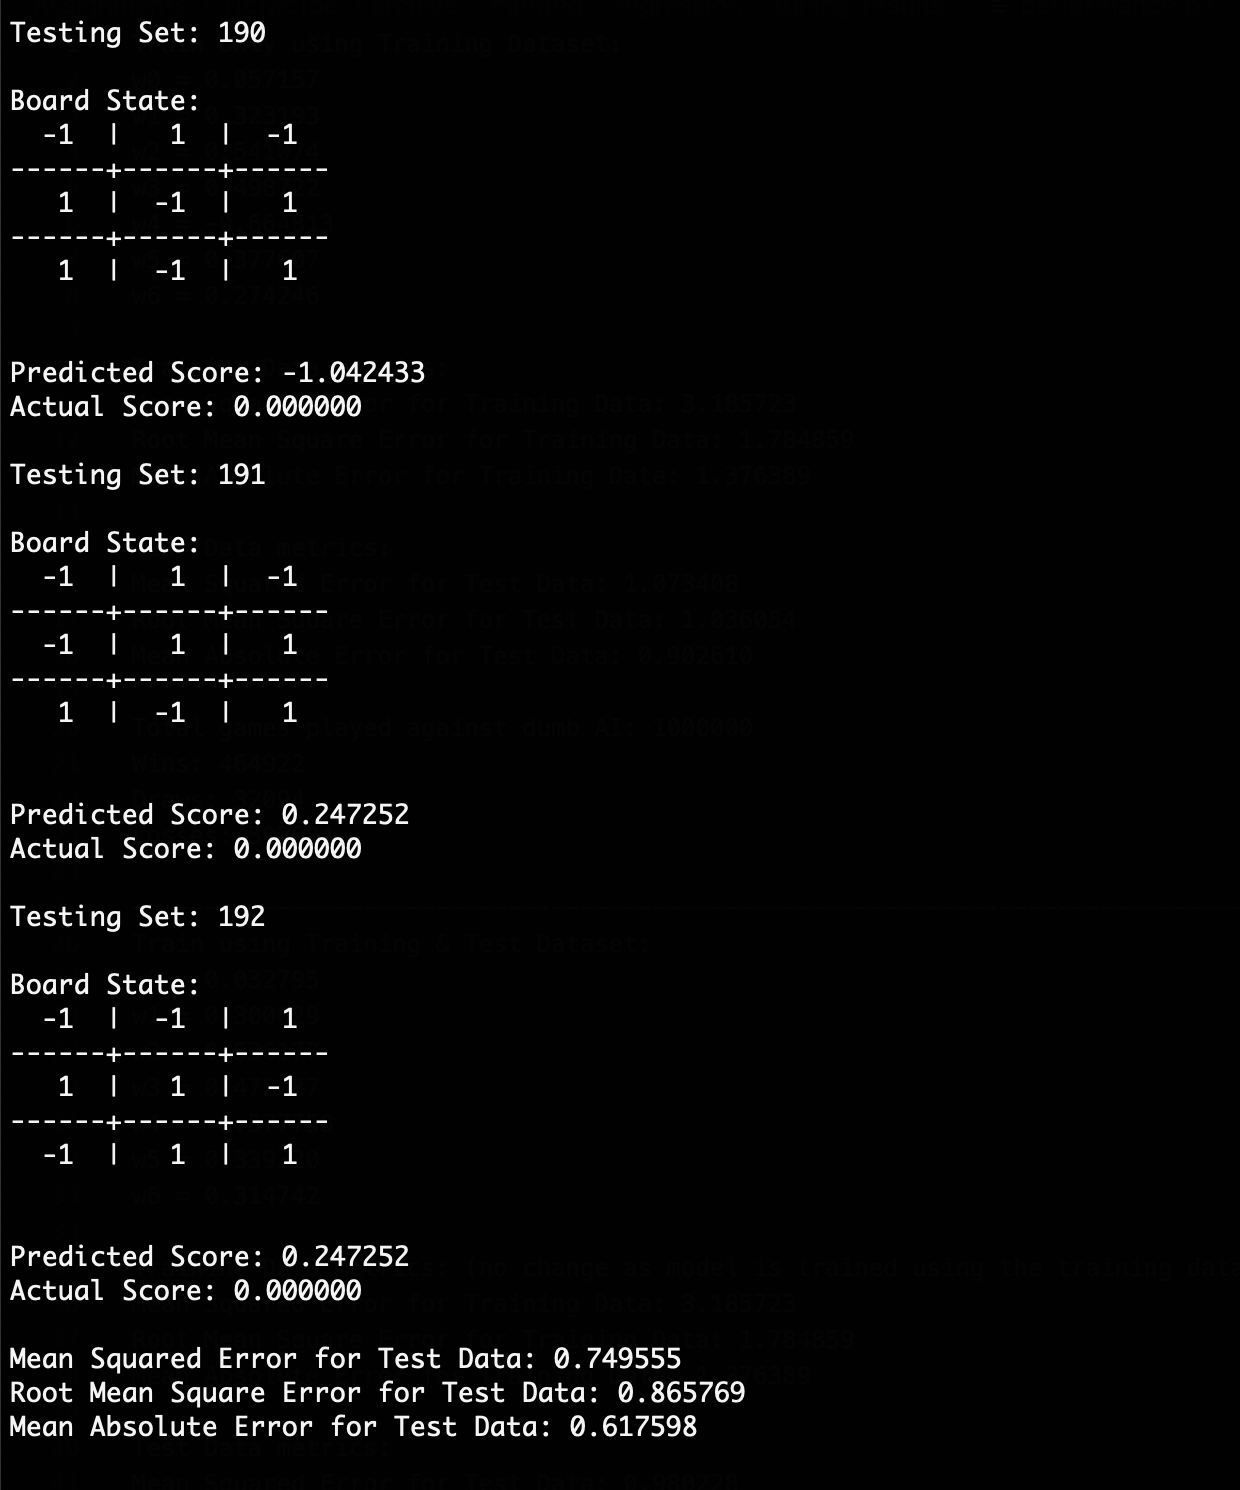 Testing Set: 190
Board State:
-1 | 1 | -1
------+------+------
1 | -1 | 1
------+------+------
1 | -1 | 1
Predicted Score: -1.042433
Actual Score: 0.000000
Testing Set: 191
Board State:
-1 | 1 | -1
------+------+------
-1 | 1 | 1
------+------+------
1 | -1 | 1
Predicted Score: 0.247252
Actual Score: 0.000000
Testing Set: 192
Board State:
-1 | -1 | 1
------+------+------
1 | 1 | -1
------+------+------
-1 | 1 | 1
Predicted Score: 0.247252
Actual Score: 0.000000
Mean Squared Error for Test Data: 0.749555
Root Mean Square Error for Test Data: 0.865769
Mean Absolute Error for Test Data: 0.617598